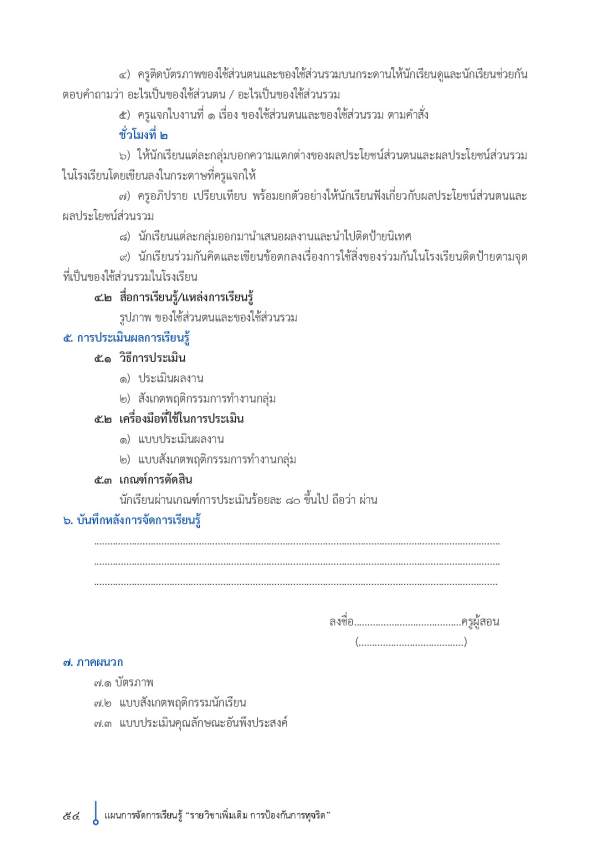 ๔) ครูติดบัตรภาพของใช้ส่วนตนและของใช้ส่วนรวมบนกระดานให้นักเรียนดูและนักเรียนช่วยกัน
ตอบคำถามว่า อะไรเป็นของใช้ส่วนตน / อะไรเป็นของใช้ส่วนรวม
๕) ครูแจกใบงานที่ ๑ เรื่อง ของใช้ส่วนตนและของใช้ส่วนรวม ตามคำสั่ง
ชั่วโมงที่ ๒
๖) ให้นักเรียนแต่ละกลุ่มบอกความแตกต่างของผลประโยชน์ส่วนตนและผลประโยชน์ส่วนรวม
ในโรงเรียนโดยเขียนลงในกระดาษที่ครูแจกให้
๗) ครูอภิปราย เปรียบเทียบ พร้อมยกตัวอย่างให้นักเรียนฟังเกี่ยวกับผลประโยชน์ส่วนตนและ
ผลประโยชน์ส่วนรวม
๘) นักเรียนแต่ละกลุ่มออกมานำเสนอผลงานและนำไปติดป้ายนิเทศ
๙) นักเรียนร่วมกันคิดและเขียนข้อตกลงเรื่องการใช้สิ่งของร่วมกันในโรงเรียนติดป้ายตามจุด
ที่เป็นของใช้ส่วนรวมในโรงเรียน
๔.๒ สื่อการเรียนรู้/แหล่งการเรียนรู้
รูปภาพ ของใช้ส่วนตนและของใช้ส่วนรวม
๕. การประเมินผลการเรียนรู้
๕.๑ วิธีการประเมิน
๑) ประเมินผลงาน
๒) สังเกตพฤติกรรมการทำงานกลุ่ม
๕.๒ เครื่องมือที่ใช้ในการประเมิน
๑) แบบประเมินผลงาน
๒) แบบสังเกตพฤติกรรมการทำงานกลุ่ม
๕.๓ เกณฑ์การตัดสิน
นักเรียนผ่านเกณฑ์การประเมินร้อยละ ๘๐ ขึ้นไป ถือว่า ผ่าน
๖. บันทึกหลังการจัดการเรียนรู้
................................................................................
................................................................................
................................................................................
ลงชื่อ..........................................ครูผู้สอน
(.........................................)
๗. ภาคผนวก
๗.๑ บัตรภาพ
๗.๒ แบบสังเกตพฤติกรรมนักเรียน
๗.๓ แบบประเมินคุณลักษณะอันพึงประสงค์
๕๔ แผนการจัดการเรียนรู้ “รายวิชาเพิ่มเติม การป้องกันการทุจริต”